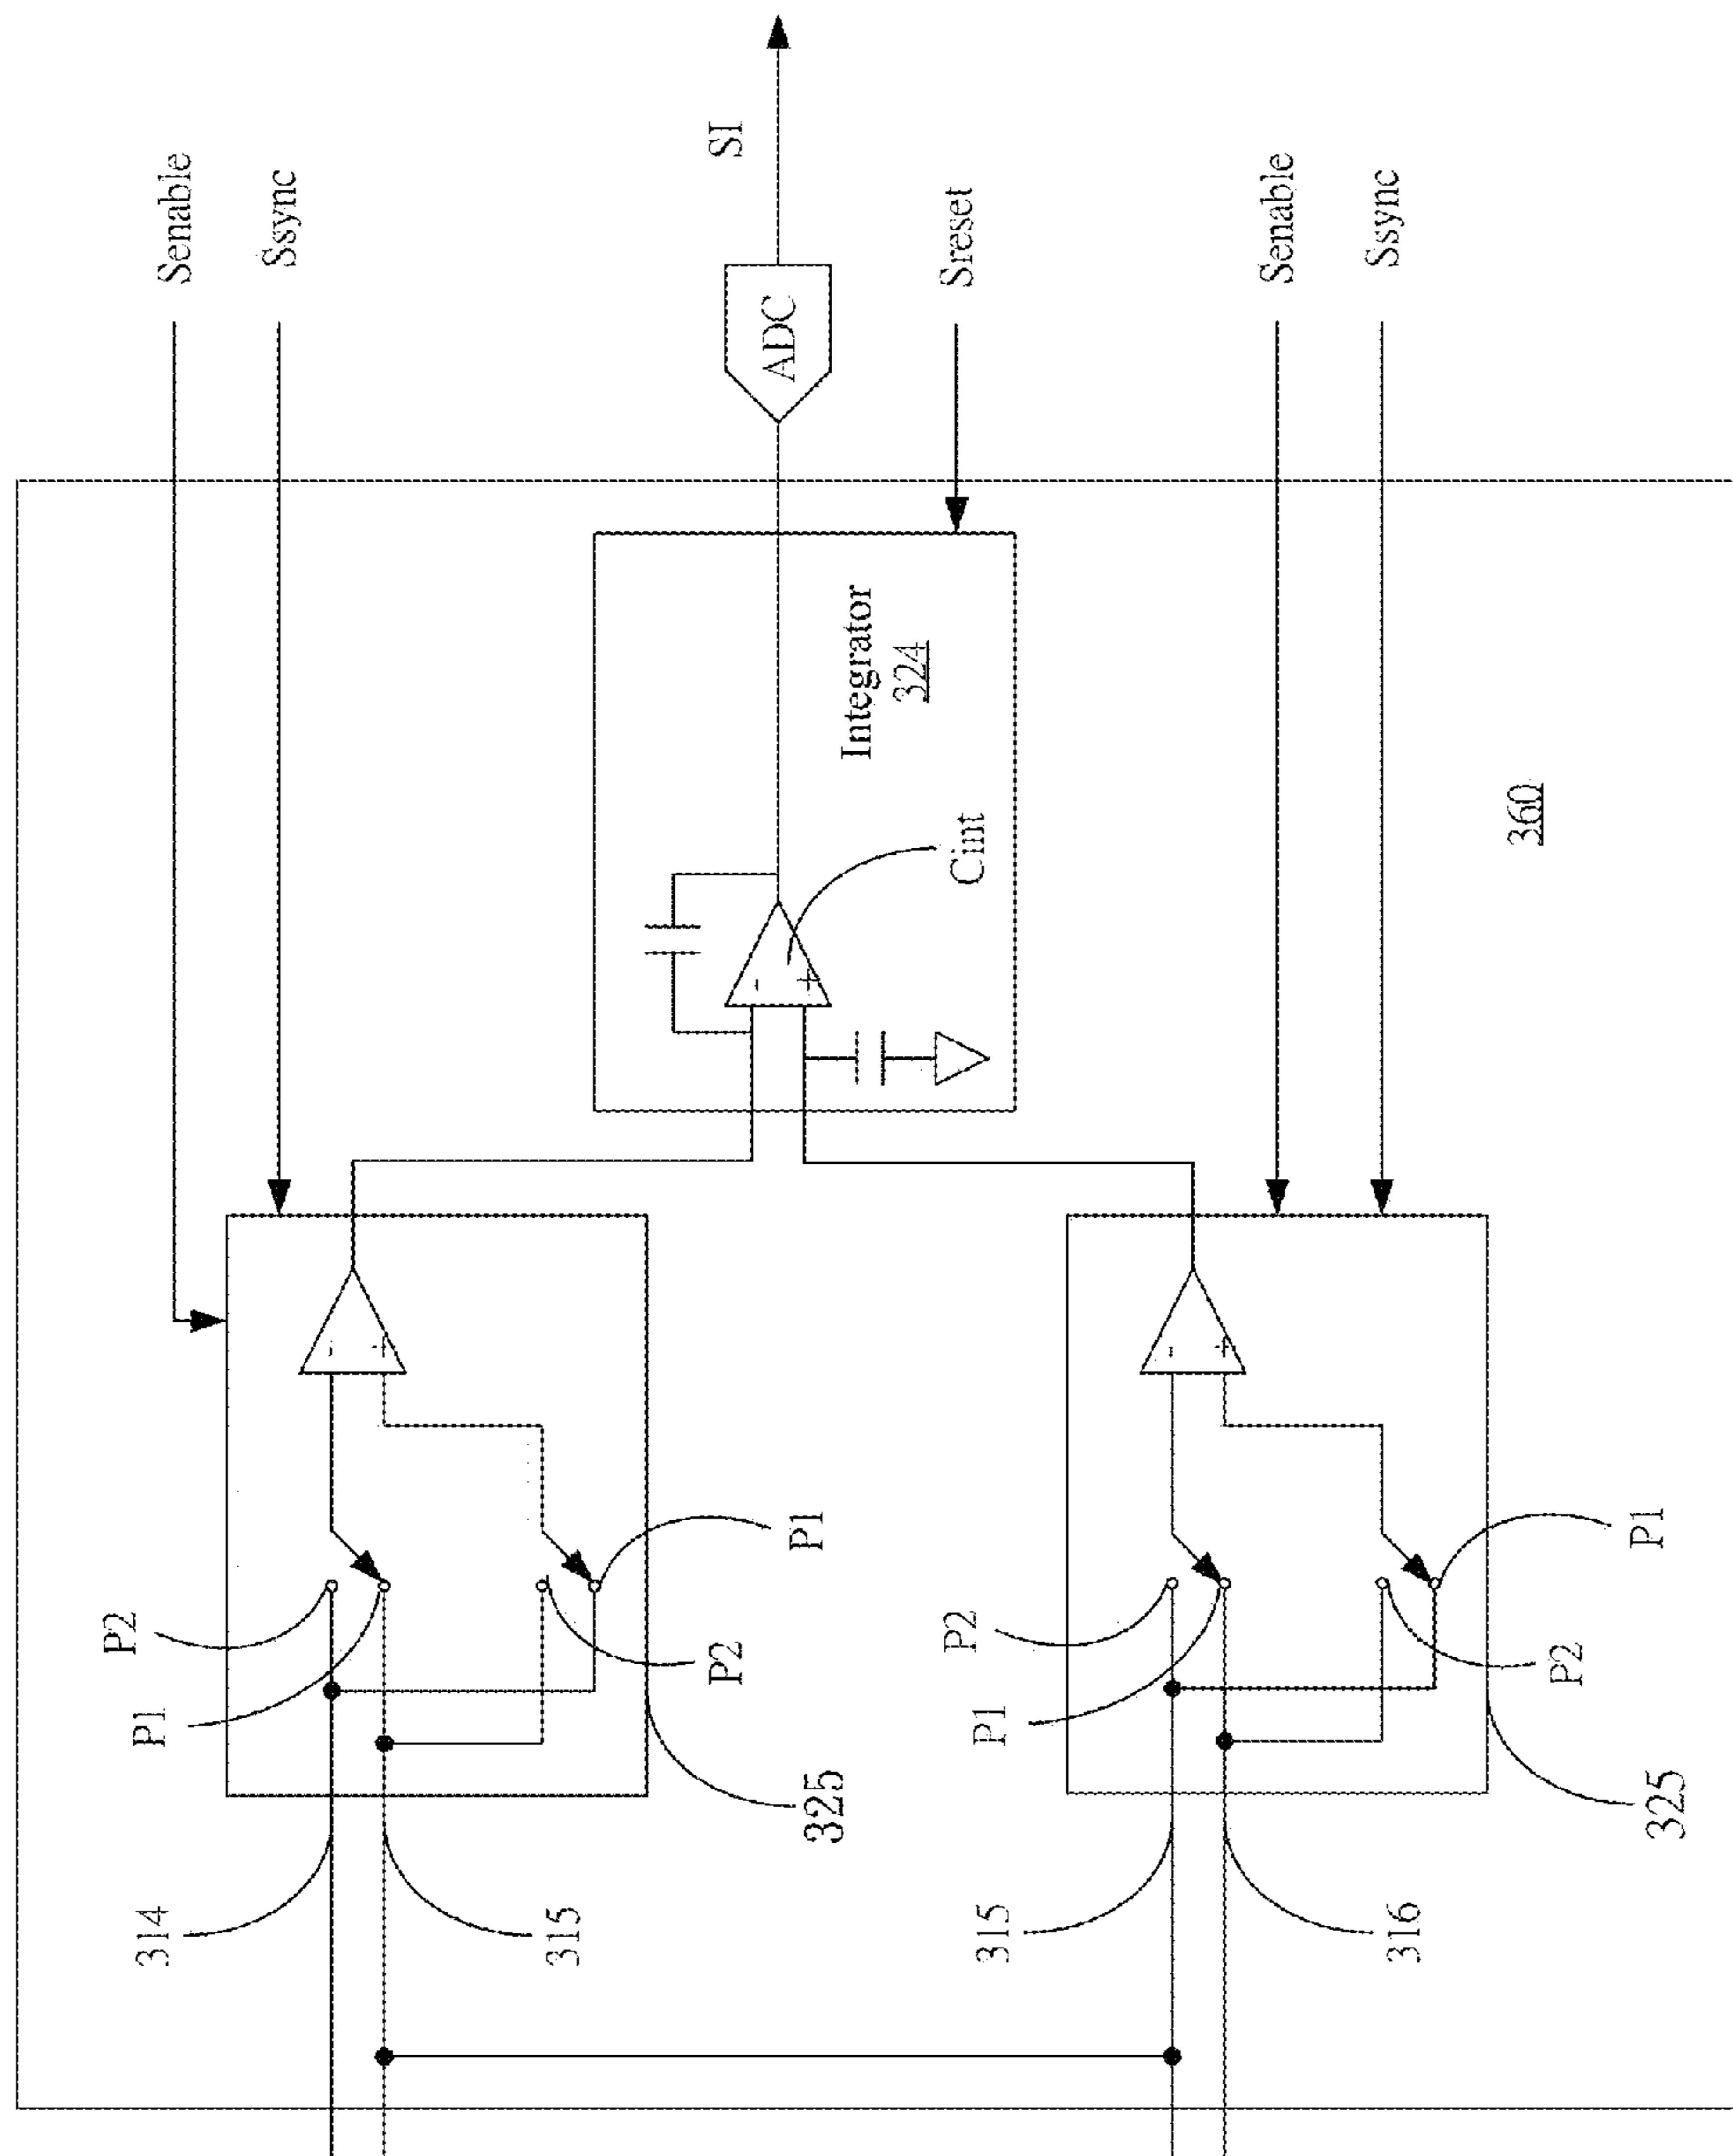 Senable
Ssync
SI
ADC
Sreset
Senable
Ssync
Integrator
324
Cint
-
+
360
-
+
-
+
P2
P1
P2
P1
P2
P1
P2
P1
325
325
314
315
315
316